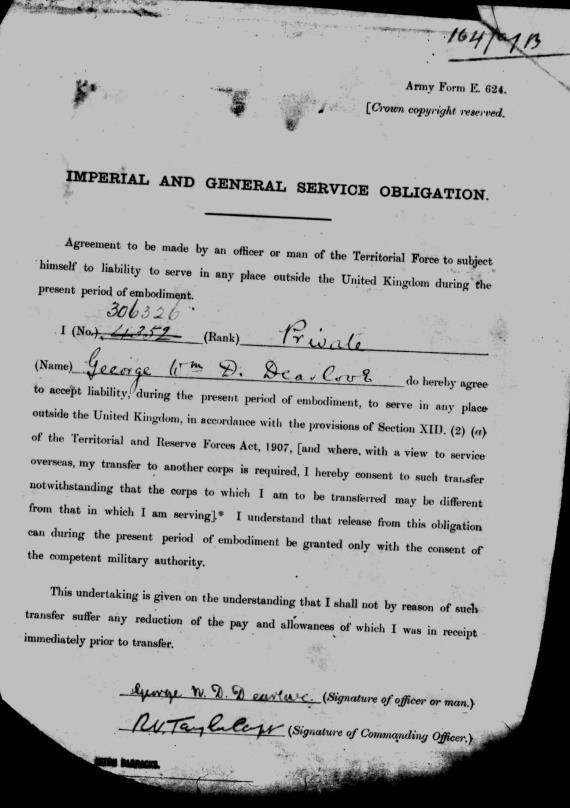 164/6/B
Army Form E. 624.
[Crown copyright reserved.
IMPERIAL AND GENERAL SERVICE OBLIGATION.
Agreement to be made by an officer or man of the Territorial Force to subject
himself to liability to serve in any place outside the United Kingdom during the
present period of embodiment.
306326
I (No.) 4352 (Rank) Private
(Name) George Wm D. Dearlove do hereby agree
to accept liability, during the present period of embodiment, to serve in any place
outside the United Kingdom, in accordance with the provisions of Section XIII. (2) (a)
of the Territorial and Reserve Forces Act, 1907, [and where, with a view to service
overseas, my transfer to another corps is required, I hereby consent to such transfer
notwithstanding that the corps to which I am to be transferred may be different
from that in which I am serving].* I understand that release from this obligation
can during the present period of embodiment be granted only with the consent of
the competent military authority.
This undertaking is given on the understanding that I shall not by reason of such
transfer suffer any reduction of the pay and allowances of which I was in receipt
immediately prior to transfer.
George W. D. Dearlove. (Signature of officer or man.)
R.V. Taylor Capt (Signature of Commanding Officer.)
BARRACKS.